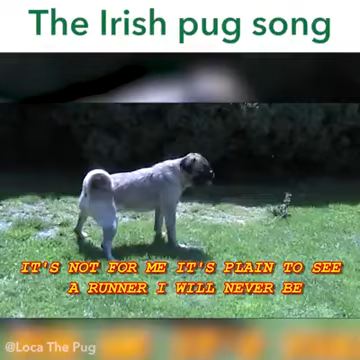 The Irish pug song
IT'S NOT FOR ME IT'S PLAIN TO SEE
A RUNNER I WILL NEVER BE
@Loca The Pug